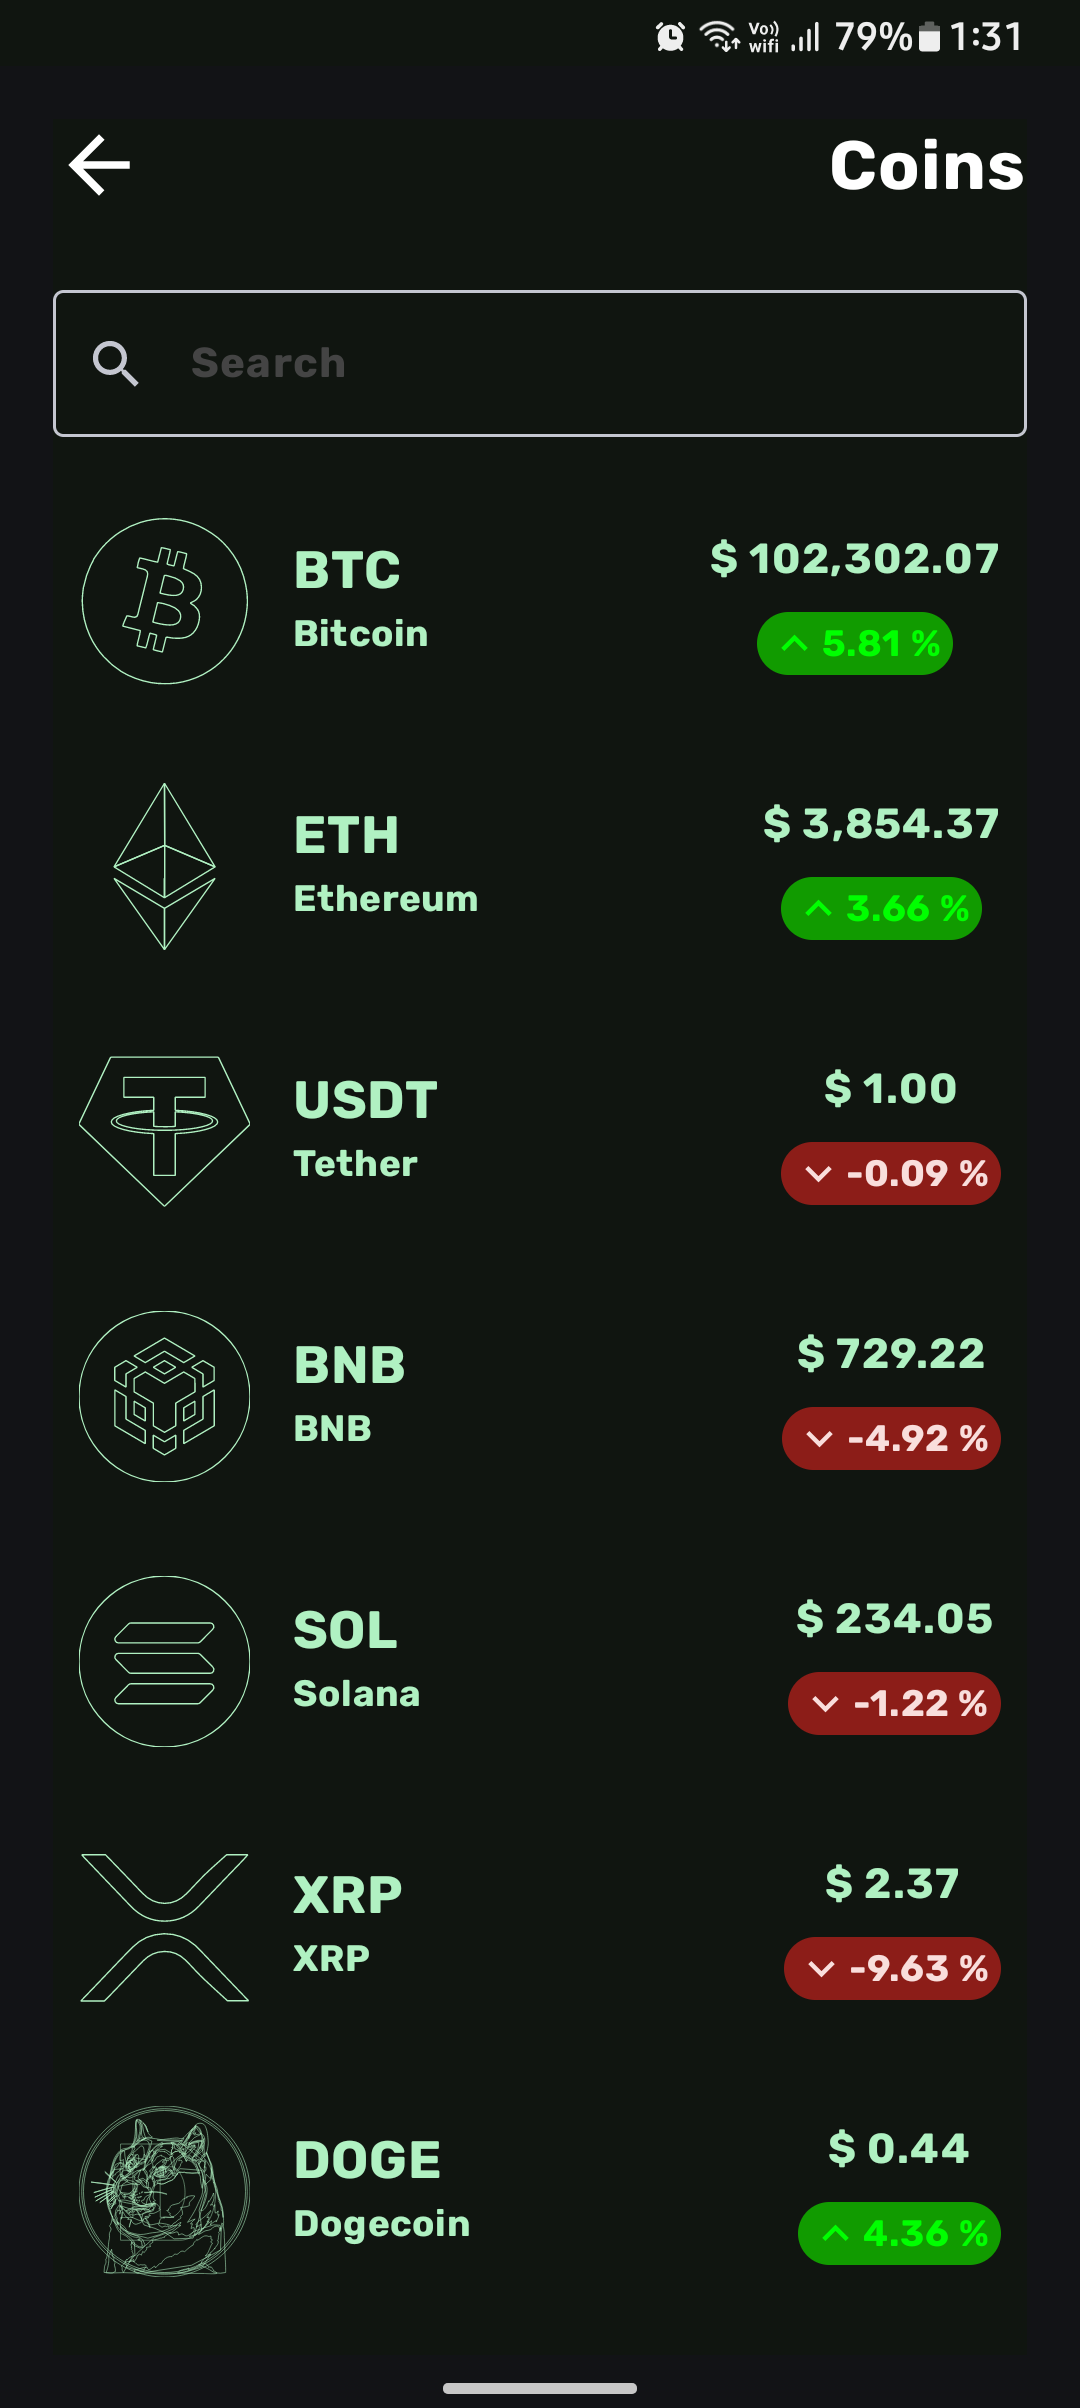 Vo)) wifi 79% 1:31
Coins
Search
BTC
Bitcoin
$ 102,302.07
5.81 %
ETH
Ethereum
$ 3,854.37
3.66 %
USDT
Tether
$ 1.00
-0.09 %
BNB
BNB
$ 729.22
-4.92 %
SOL
Solana
$ 234.05
-1.22 %
XRP
XRP
$ 2.37
-9.63 %
DOGE
Dogecoin
$ 0.44
4.36 %